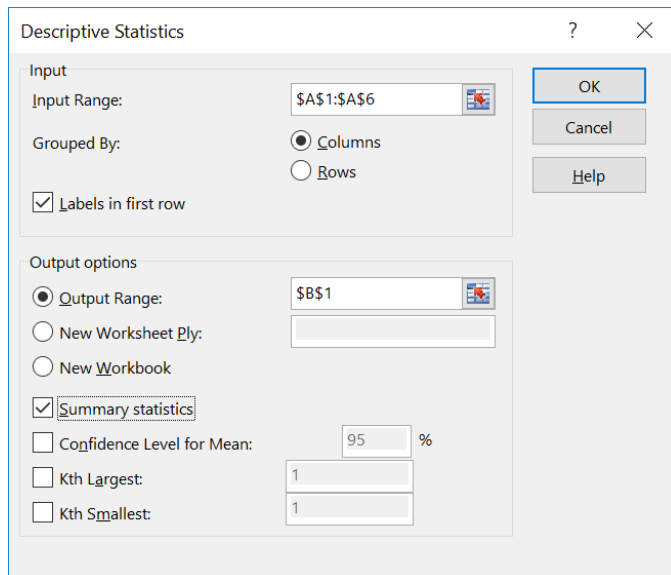 Descriptive Statistics ?
Input
Input Range: $A$1:$A$6
Grouped By: Columns
Rows
Labels in first row
OK
Cancel
Help
Output options
Output Range: $B$1
New Worksheet Ply:
New Workbook
Summary statistics
Confidence Level for Mean: 95 %
Kth Largest: 1
Kth Smallest: 1